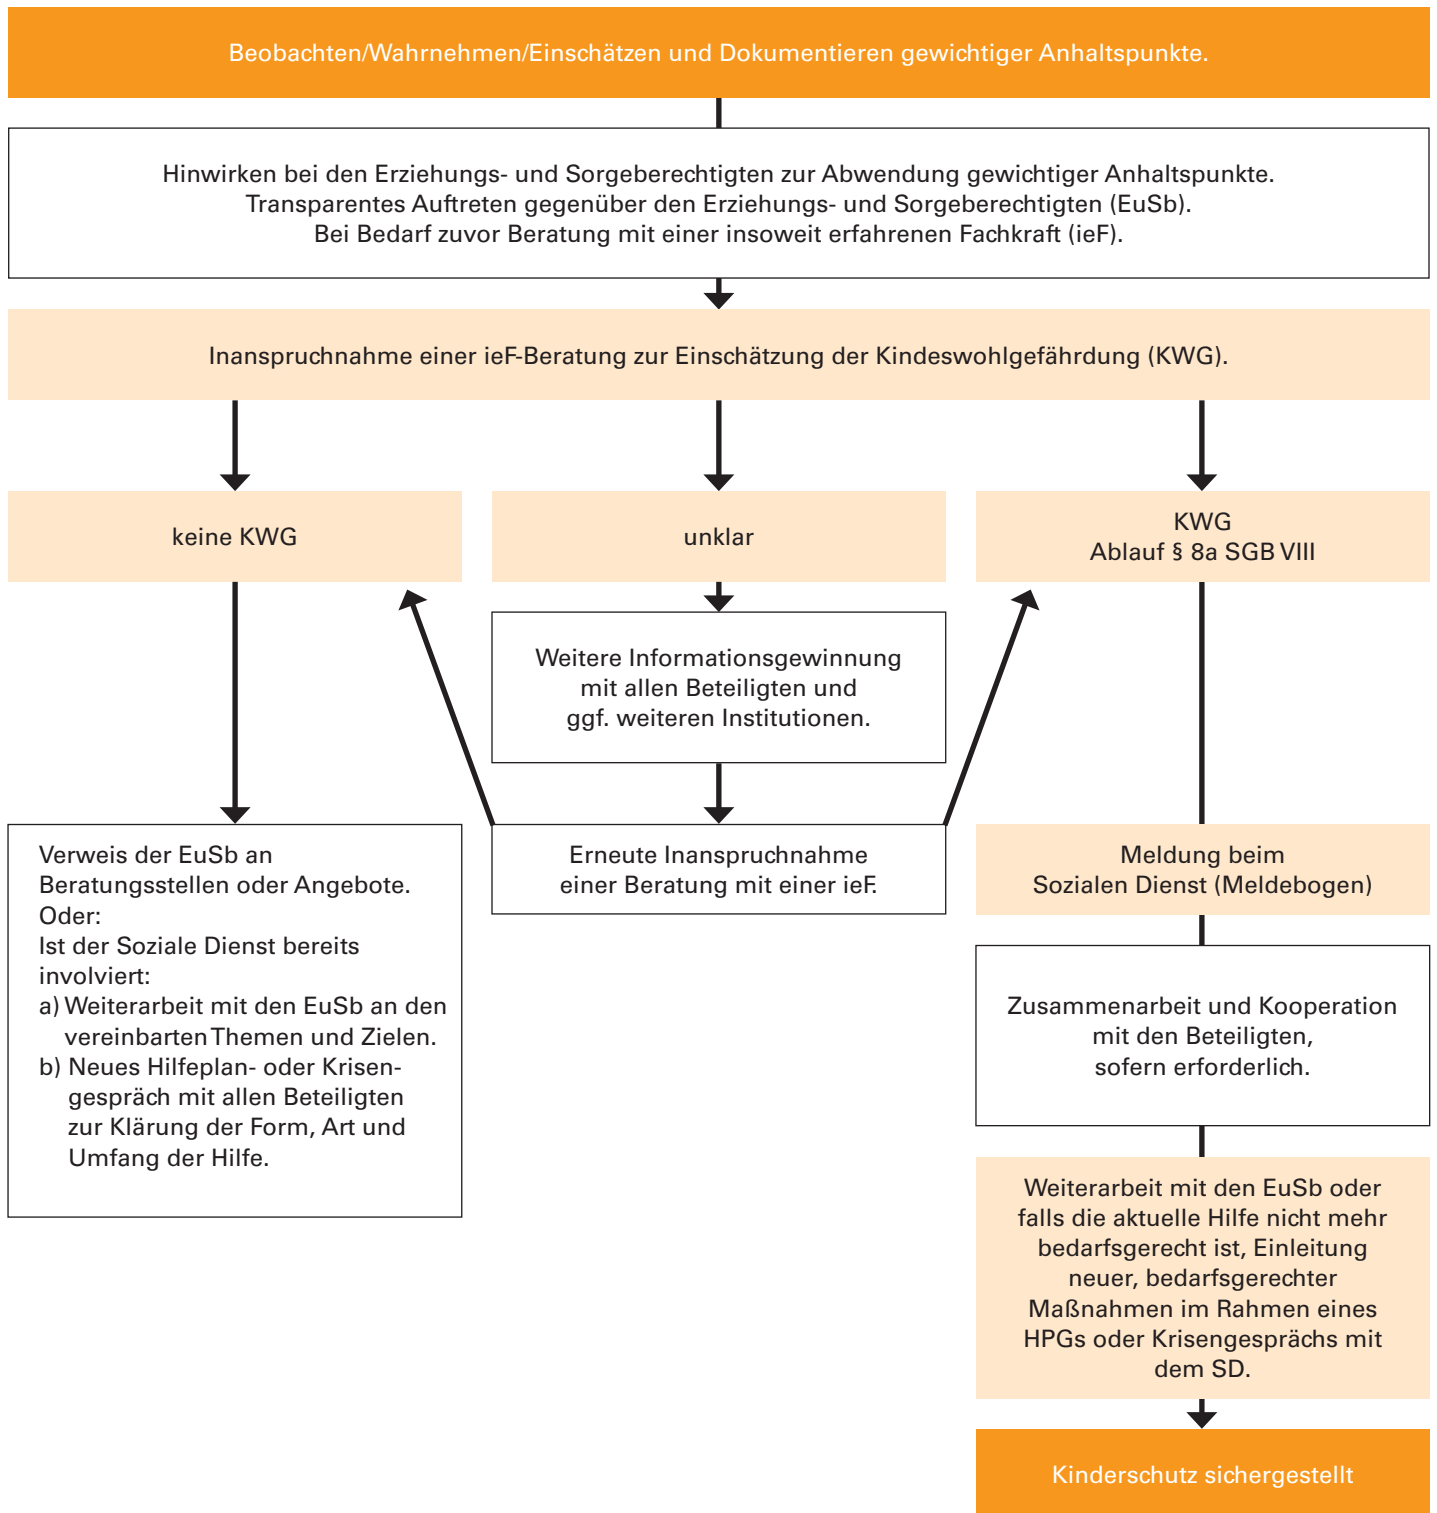 Beobachten/Wahrnehmen/Einschätzen und Dokumentieren gewichtiger Anhaltspunkte.
Hinwirken bei den Erziehungs- und Sorgeberechtigten zur Abwendung gewichtiger Anhaltspunkte.
Transparentes Auftreten gegenüber den Erziehungs- und Sorgeberechtigten (EuSb).
Bei Bedarf zuvor Beratung mit einer insoweit erfahrenen Fachkraft (ieF).
Inanspruchnahme einer ieF-Beratung zur Einschätzung der Kindeswohlgefährdung (KWG).
keine KWG
unklar
KWG
Ablauf § 8a SGB VIII
Weitere Informationsgewinnung
mit allen Beteiligten und
ggf. weiteren Institutionen.
Verweis der EuSb an
Beratungsstellen oder Angebote.
Oder:
Ist der Soziale Dienst bereits
involviert:
a) Weiterarbeit mit den EuSb an den
vereinbarten Themen und Zielen.
b) Neues Hilfeplan- oder Krisen-
gespräch mit allen Beteiligten
zur Klärung der Form, Art und
Umfang der Hilfe.
Erneute Inanspruchnahme
einer Beratung mit einer ieF.
Meldung beim
Sozialen Dienst (Meldebogen)
Zusammenarbeit und Kooperation
mit den Beteiligten,
sofern erforderlich.
Weiterarbeit mit den EuSb oder
falls die aktuelle Hilfe nicht mehr
bedarfsgerecht ist, Einleitung
neuer, bedarfsgerechter
Maßnahmen im Rahmen eines
HPGs oder Krisengesprächs mit
dem SD.
Kinderschutz sichergestellt